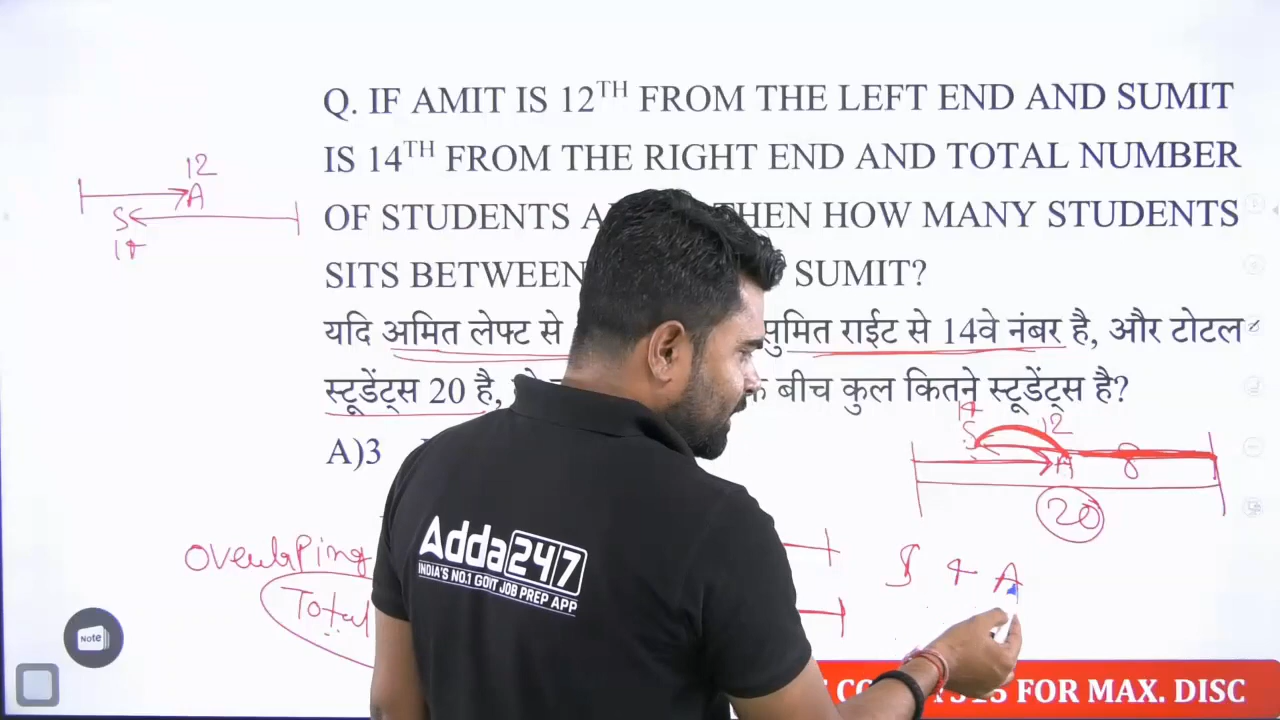 Q. IF AMIT IS 12TH FROM THE LEFT END AND SUMIT
IS 14TH FROM THE RIGHT END AND TOTAL NUMBER
OF STUDENTS THEN HOW MANY STUDENTS
SITS BETWEEN SUMIT?
यदि अमित लेफ्ट से सुमित राईट से 14वे नंबर है, और टोटल
स्टूडेंट्स 20 है, बीच कुल कितने स्टूडेंट्स है?
A)3
12
A
S
14
14
S 12
A 8
20
S + A
Total
Adda247
INDIA'S NO.1 GOVT JOB PREP APP
Note
FOR MAX. DISC